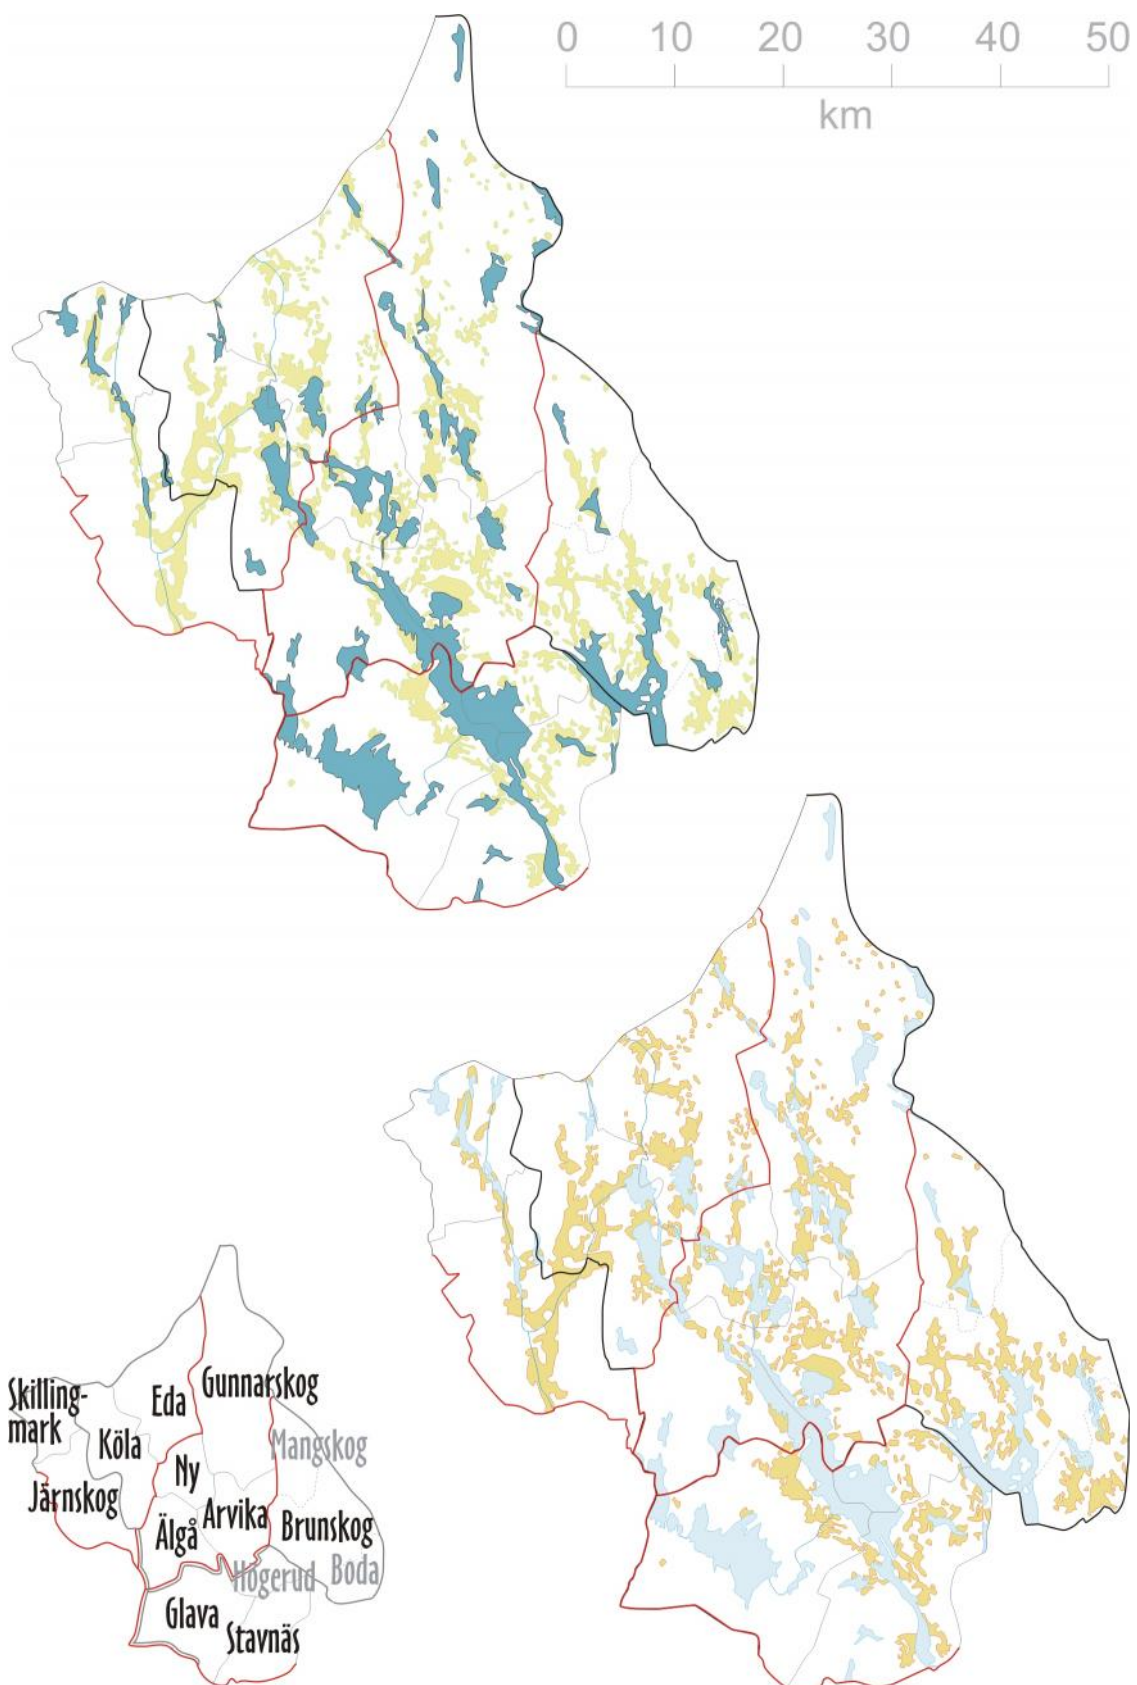 0 10 20 30 40 50
km
Skilling-
mark
Eda
Gunnarskog
Köla
Mangskog
Ny
Järnskog
Arvika
Älgå
Brunskog
Högerud
Boda
Glava
Stavnäs